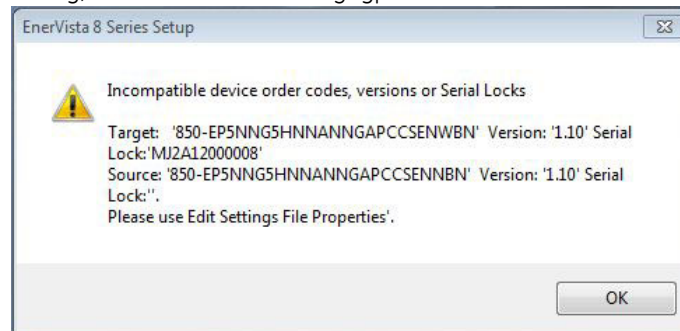 EnerVista 8 Series Setup
Incompatible device order codes, versions or Serial Locks
Target: '850-EP5NNG5HNNANNGAPCCSENWBN' Version: '1.10' Serial
Lock:'MJ2A12000008'
Source: '850-EP5NNG5HNNANNGAPCCSENNBN' Version: '1.10' Serial
Lock:''.
Please use Edit Settings File Properties'.
OK